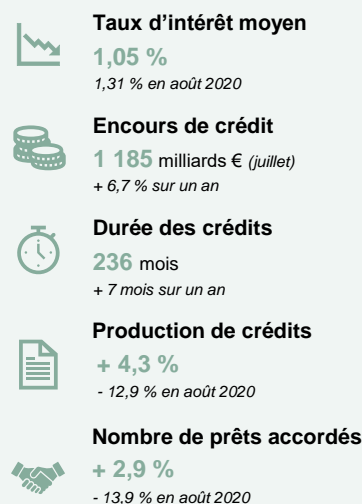 Taux d’intérêt moyen
1,05 %
1,31 % en août 2020
Encours de crédit
1 185 milliards € (juillet)
+ 6,7 % sur un an
Durée des crédits
236 mois
+ 7 mois sur un an
Production de crédits
+ 4,3 %
- 12,9 % en août 2020
Nombre de prêts accordés
+ 2,9 %
- 13,9 % en août 2020